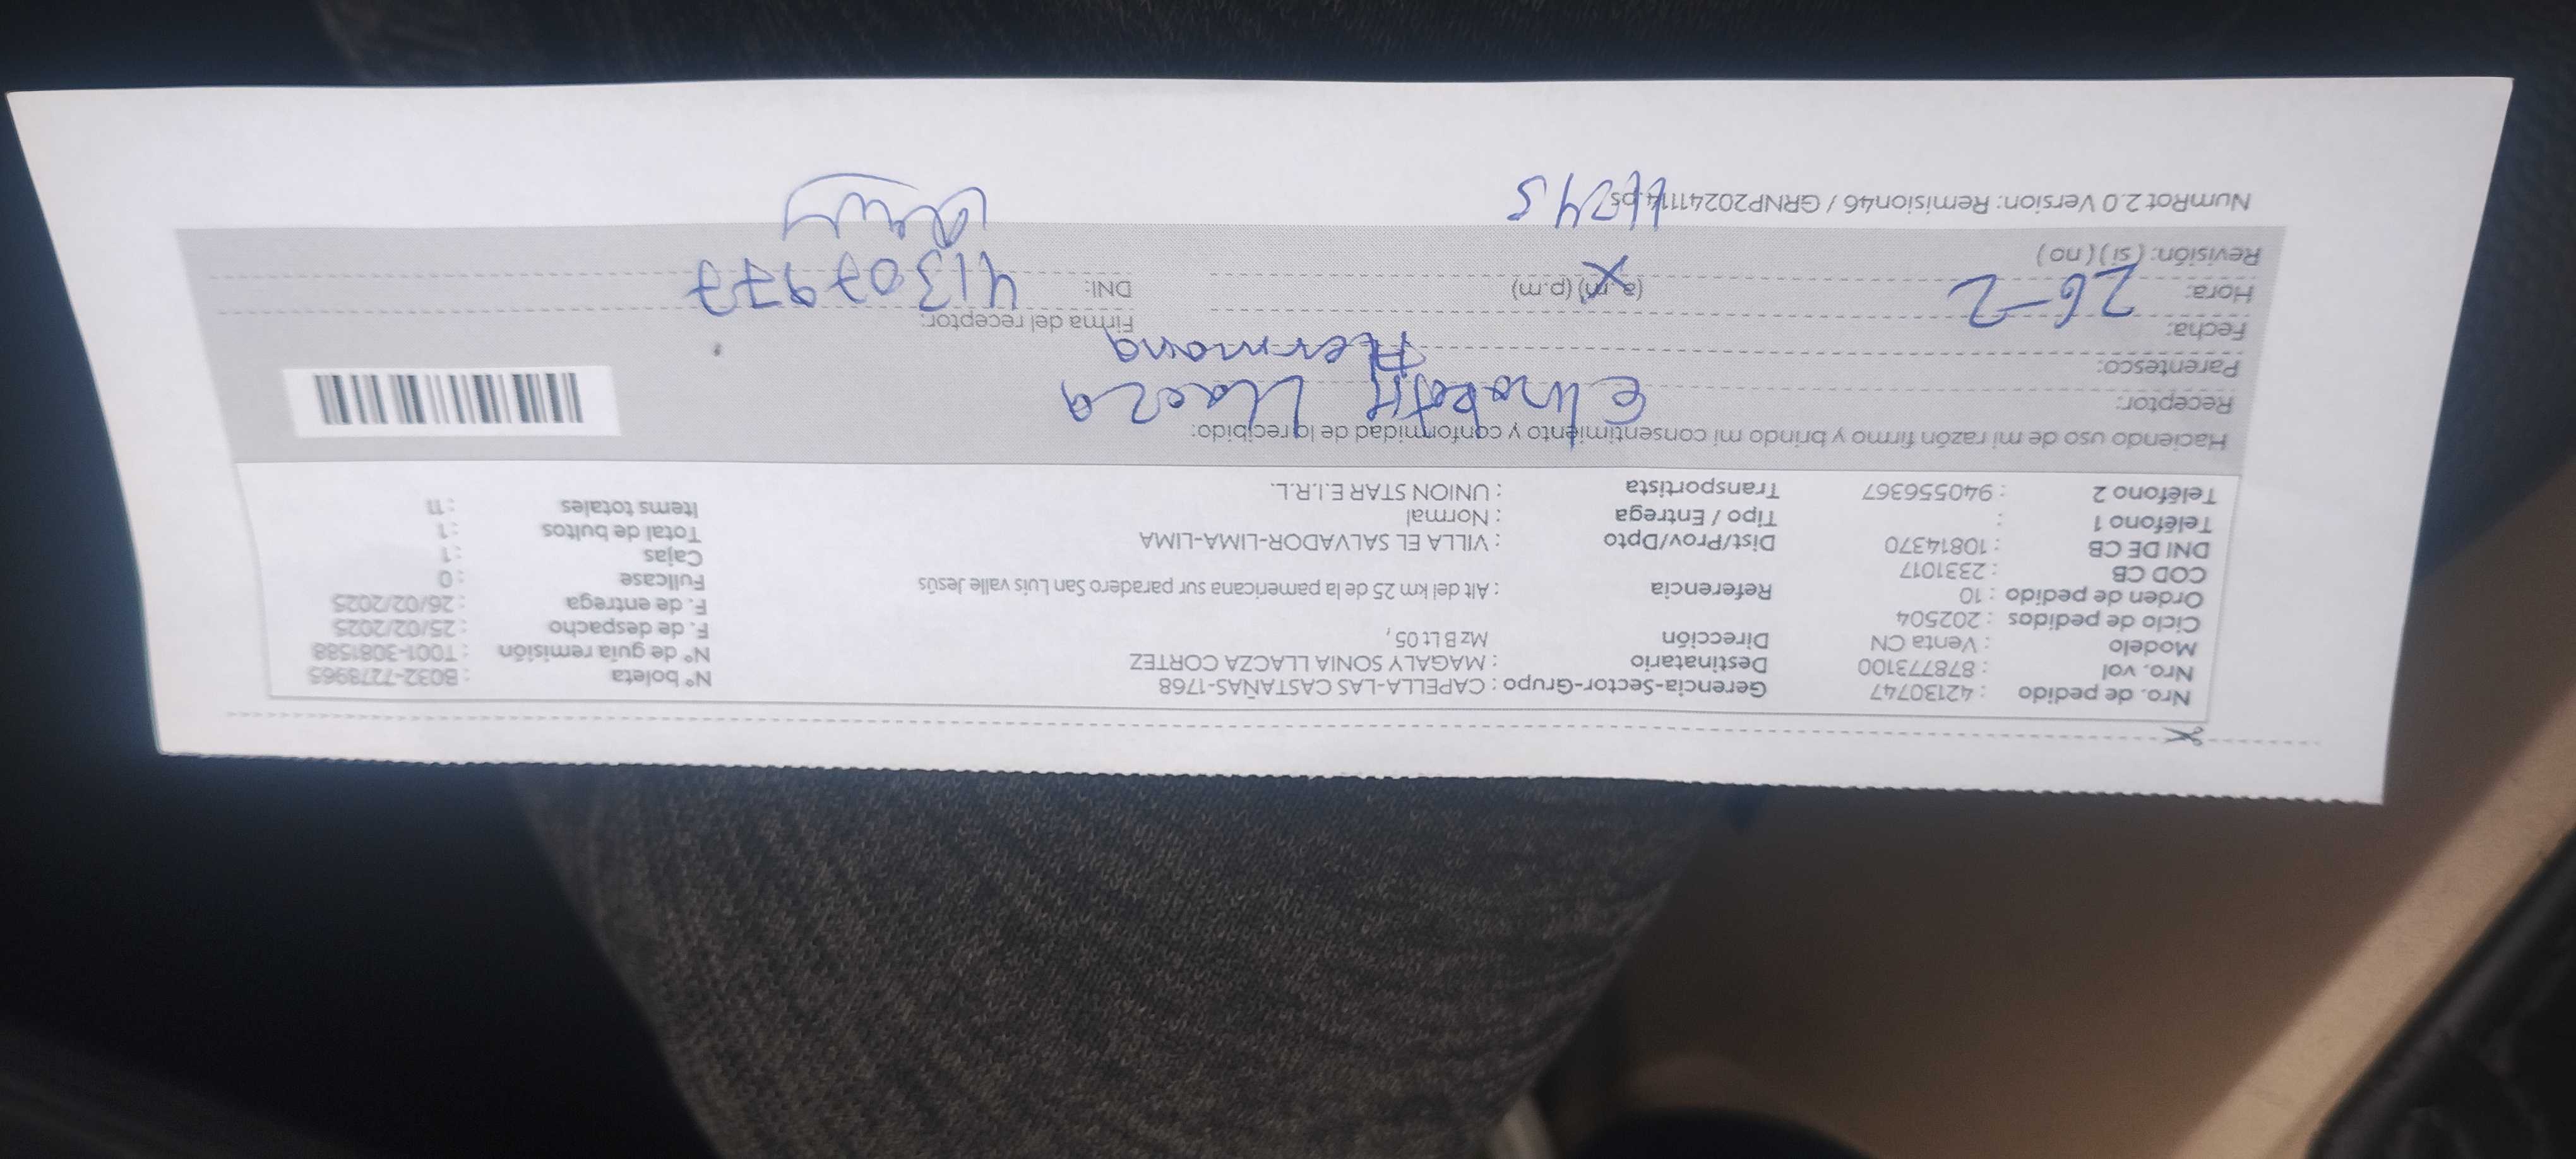 Nro. de pedido : 42130747 Gerencia-Sector-Grupo : CAPELLA-LAS CASTAÑAS-1768 N° boleta : B032-7278965
Nro. vol : 878773100 Destinatario : MAGALY SONIA LLACZA CORTEZ N° de guia remisión : T001-3081588
Modelo : Venta CN Dirección Mz B Lt 05 , F. de despacho : 25/02/2025
Ciclo de pedidos : 202504 F. de entrega : 26/02/2025
Orden de pedido : 10 Referencia : Alt del km 25 de la pamericana sur paradero San Luis valle Jesús Fullcase : 0
COD CB : 2331017 Cajas : 1
DNI DE CB : 10814370 Dist/Prov/Dpto : VILLA EL SALVADOR-LIMA-LIMA Total de bultos : 1
Teléfono 1 : Tipo / Entrega : Normal Items totales : 11
Teléfono 2 : 940556367 Transportista : UNION STAR E.I.R.L.
Haciendo uso de mi razón firmo y brindo mi consentimiento y conformidad de lo recibido:
Receptor: Llacza
Parentesco: Hermana
Fecha: 26-2 Firma del receptor:
Hora: (a.m) (p.m) DNI: 41307977
Revisión: ( si ) ( no )
NumRot 2.0 Version: Remision46 / GRNP20241114.ps